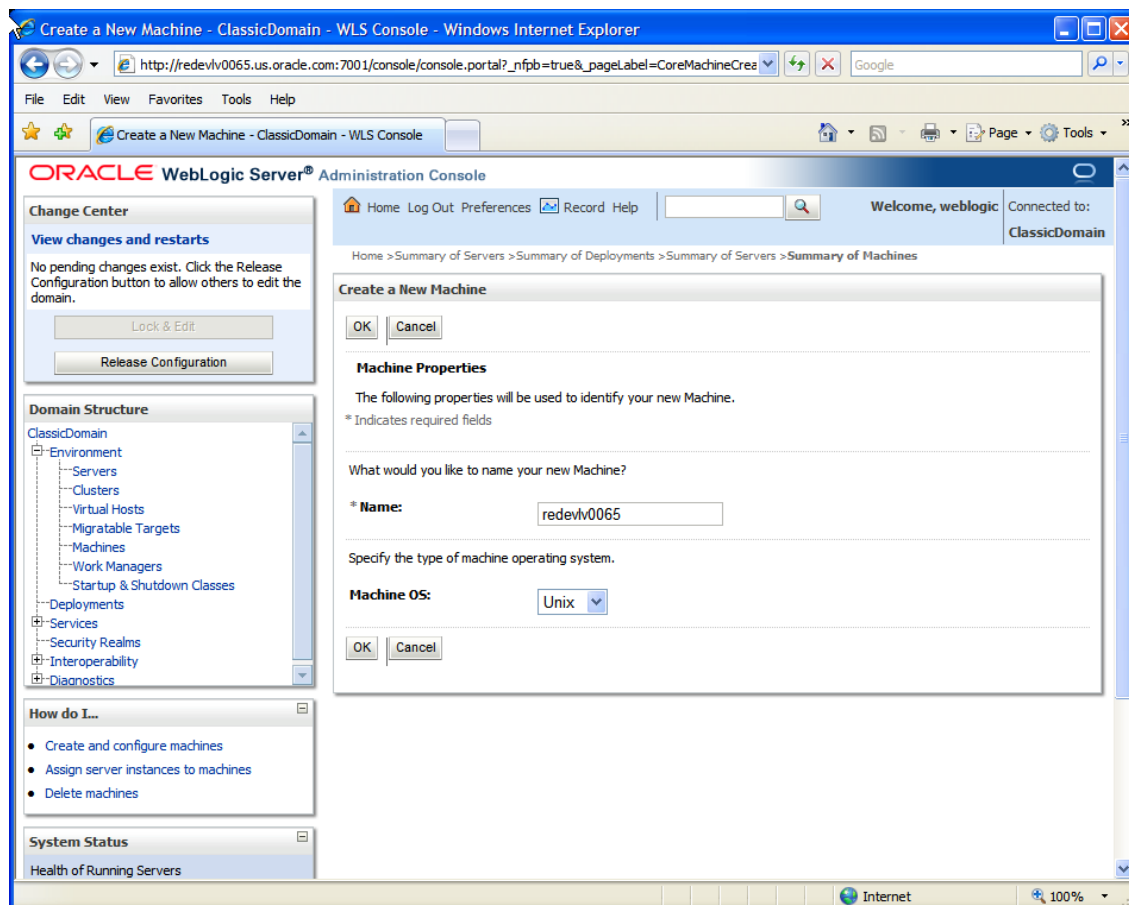 Create a New Machine - ClassicDomain - WLS Console - Windows Internet Explorer
http://redevlv0065.us.oracle.com:7001/console/console.portal?_nfpb=true&_pageLabel=CoreMachineCrea
Google
File Edit View Favorites Tools Help
Create a New Machine - ClassicDomain - WLS Console
Page Tools »
ORACLE WebLogic Server® Administration Console
Change Center
View changes and restarts
No pending changes exist. Click the Release
Configuration button to allow others to edit the
domain.
Lock & Edit
Release Configuration
Domain Structure
ClassicDomain
Environment
Servers
Clusters
Virtual Hosts
Migratable Targets
Machines
Work Managers
Startup & Shutdown Classes
Deployments
Services
Security Realms
Interoperability
Diagnostics
How do I...
Create and configure machines
Assign server instances to machines
Delete machines
System Status
Health of Running Servers
Home Log Out Preferences Record Help
Welcome, weblogic
Connected to:
ClassicDomain
Home >Summary of Servers >Summary of Deployments >Summary of Servers >Summary of Machines
Create a New Machine
OK Cancel
Machine Properties
The following properties will be used to identify your new Machine.
* Indicates required fields
What would you like to name your new Machine?
* Name: redevlv0065
Specify the type of machine operating system.
Machine OS: Unix
OK Cancel
Internet 100%